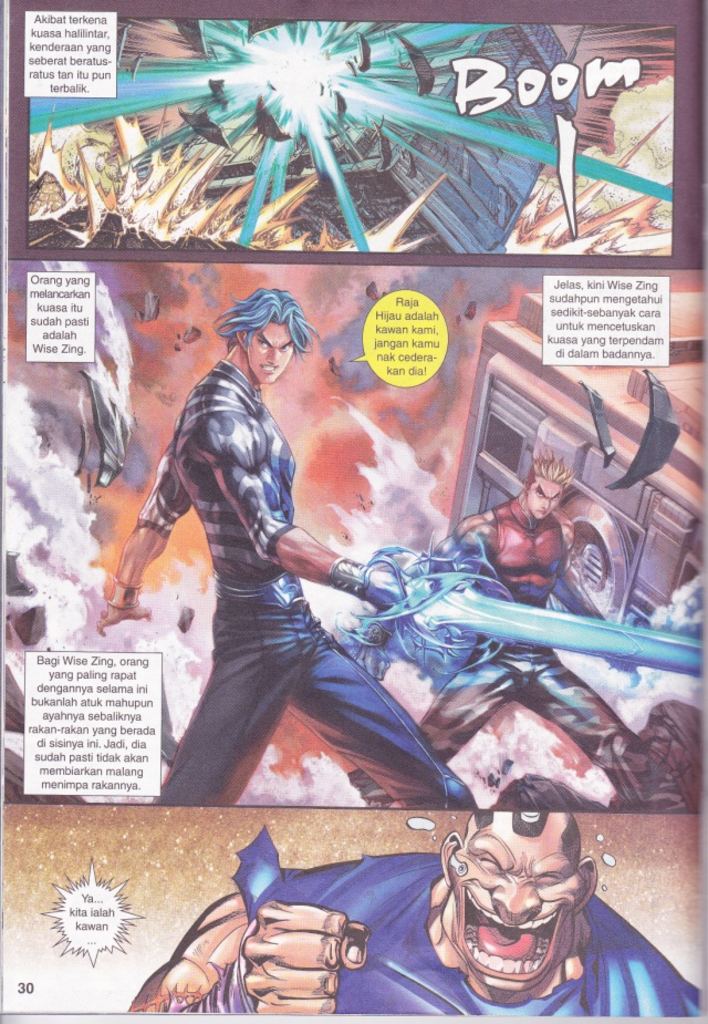 Akibat terkena
kuasa halilintar,
kenderaan yang
seberat beratus-
ratus tan itu pun
terbalik.
BOOM
!
Orang yang
melancarkan
kuasa itu
sudah pasti
adalah
Wise Zing.
Raja
Hijau adalah
kawan kami,
jangan kamu
nak cedera-
kan dia!
Jelas, kini Wise Zing
sudahpun mengetahui
sedikit-sebanyak cara
untuk mencetuskan
kuasa yang terpendam
di dalam badannya.
Bagi Wise Zing, orang
yang paling rapat
dengannya selama ini
bukanlah atuk mahupun
ayahnya sebaliknya
rakan-rakan yang berada
di sisinya ini. Jadi, dia
sudah pasti tidak akan
membiarkan malang
menimpa rakannya.
Ya...
kita ialah
kawan
...
30